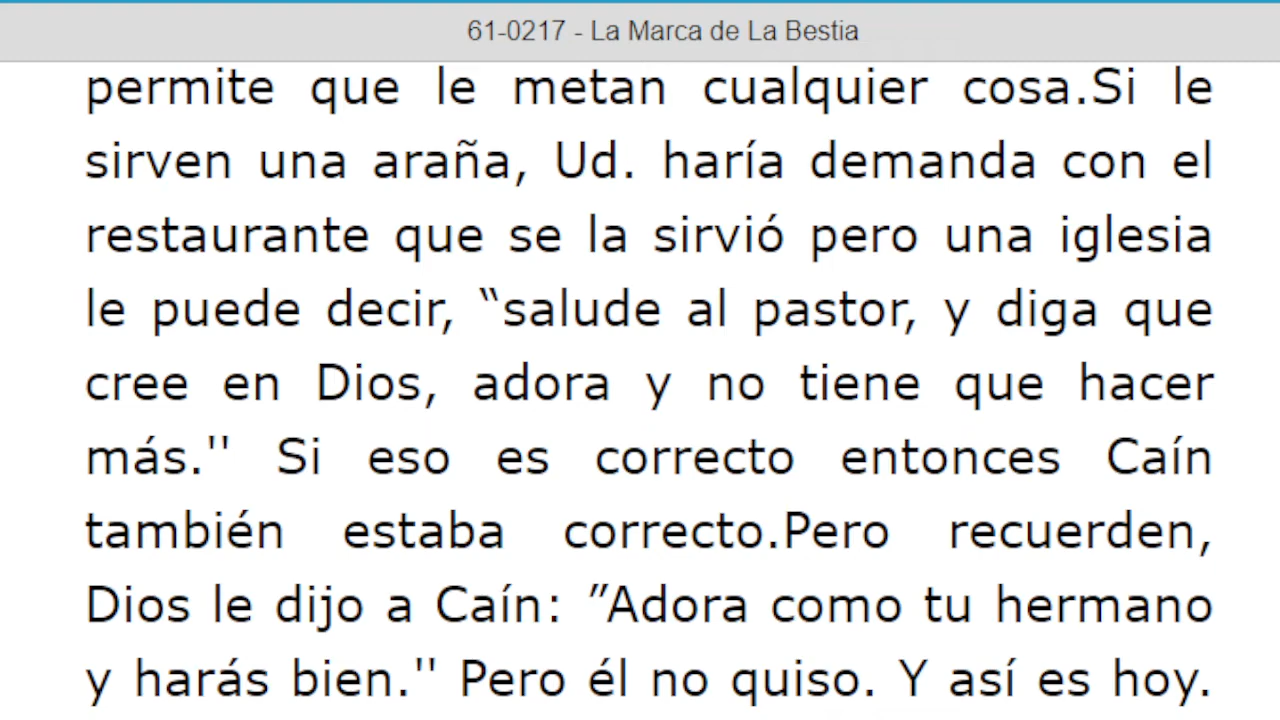 61-0217 - La Marca de La Bestia
permite que le metan cualquier cosa.Si le
sirven una araña, Ud. haría demanda con el
restaurante que se la sirvió pero una iglesia
le puede decir, “salude al pastor, y diga que
cree en Dios, adora y no tiene que hacer
más.'' Si eso es correcto entonces Caín
también estaba correcto.Pero recuerden,
Dios le dijo a Caín: ”Adora como tu hermano
y harás bien.'' Pero él no quiso. Y así es hoy.